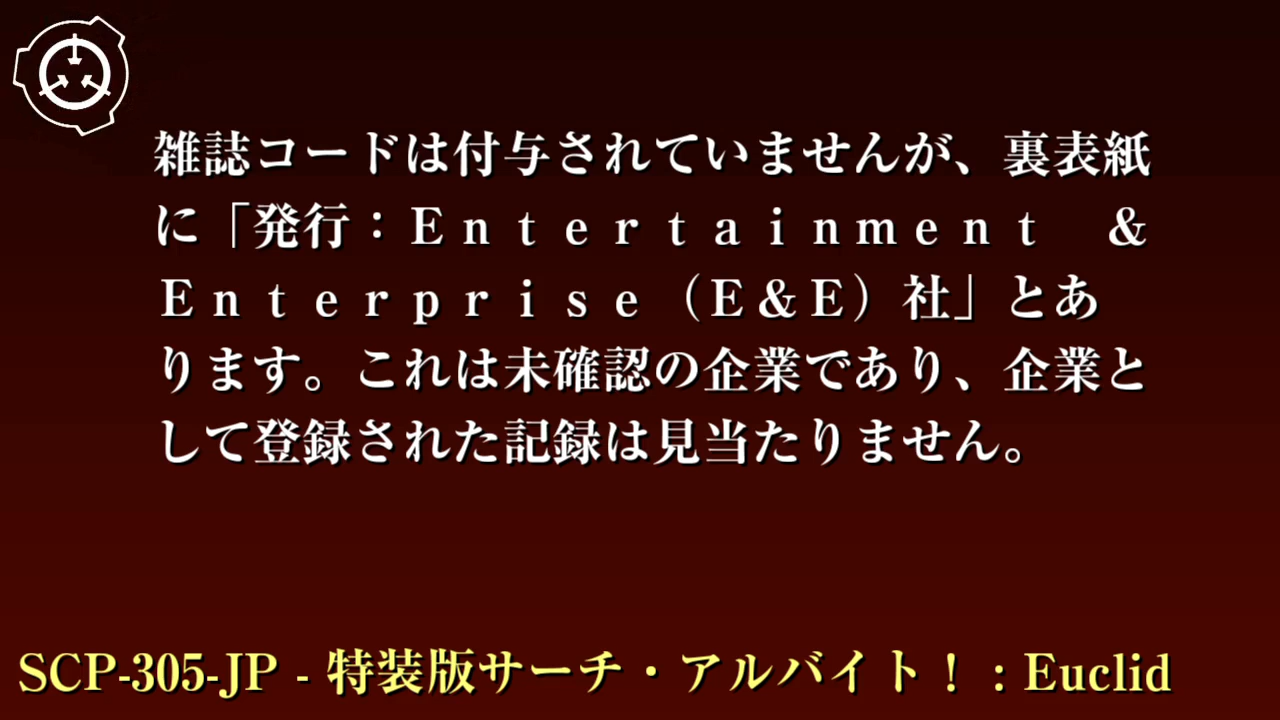 雑誌コードは付与されていませんが、裏表紙
に「発行：Ｅｎｔｅｒｔａｉｎｍｅｎｔ　＆
Ｅｎｔｅｒｐｒｉｓｅ（Ｅ＆Ｅ）社」とあ
ります。これは未確認の企業であり、企業と
して登録された記録は見当たりません。
SCP-305-JP - 特装版サーチ・アルバイト！：Euclid